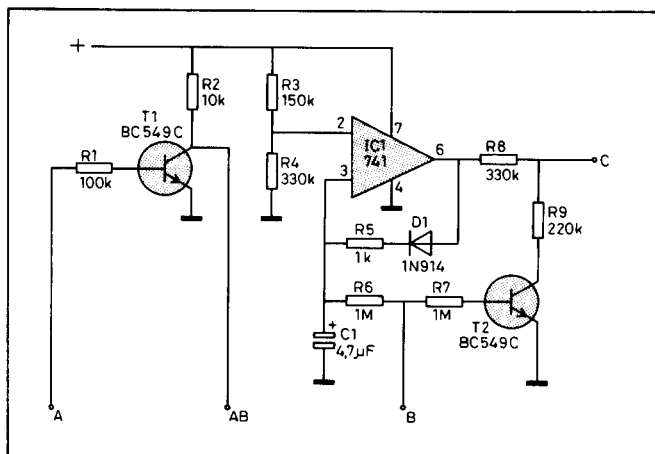 +
R2
10k
R3
150k
T1
BC549C
R1
100k
R4
330k
2
3
7
IC1
741
4
6
R8
330k
C
R9
220k
R5
1k
D1
1N914
R6
1M
R7
1M
T2
BC549C
+
C1
4,7µF
A
AB
B